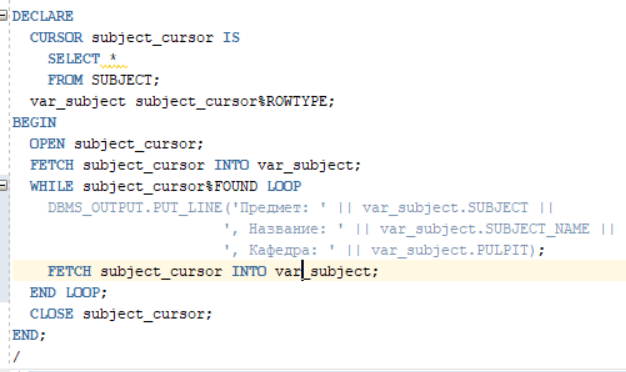 DECLARE
CURSOR subject_cursor IS
SELECT *
FROM SUBJECT;
var_subject subject_cursor%ROWTYPE;
BEGIN
OPEN subject_cursor;
FETCH subject_cursor INTO var_subject;
WHILE subject_cursor%FOUND LOOP
DBMS_OUTPUT.PUT_LINE('Предмет: ' || var_subject.SUBJECT ||
', Название: ' || var_subject.SUBJECT_NAME ||
', Кафедра: ' || var_subject.PULPIT);
FETCH subject_cursor INTO var_subject;
END LOOP;
CLOSE subject_cursor;
END;
/